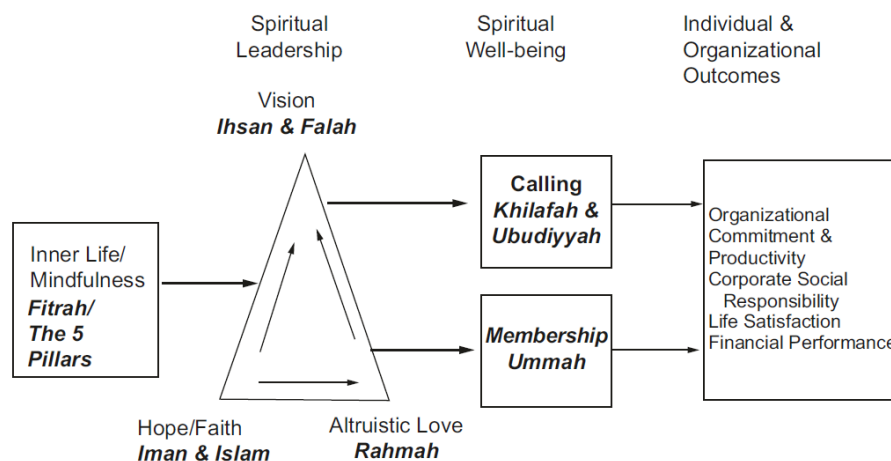 Spiritual
Leadership
Spiritual
Well-being
Individual &
Organizational
Outcomes
Vision
Ihsan & Falah
Inner Life/
Mindfulness
Fitrah/
The 5
Pillars
Hope/Faith
Iman & Islam
Altruistic Love
Rahmah
Calling
Khilafah &
Ubudiyyah
Membership
Ummah
Organizational
Commitment &
Productivity
Corporate Social
Responsibility
Life Satisfaction
Financial Performance